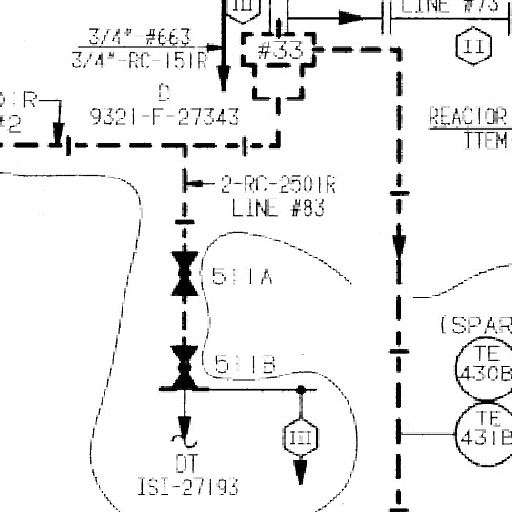 III
LINE #73
3/4"-#663
3/4"-RC-151R
#33
II
D
9321-F-27343
01R
#2
REACTOR
ITEM
2-RC-2501R
LINE #83
511A
(SPAR
511B
TE
430B
TE
431B
III
DT
ISI-27193